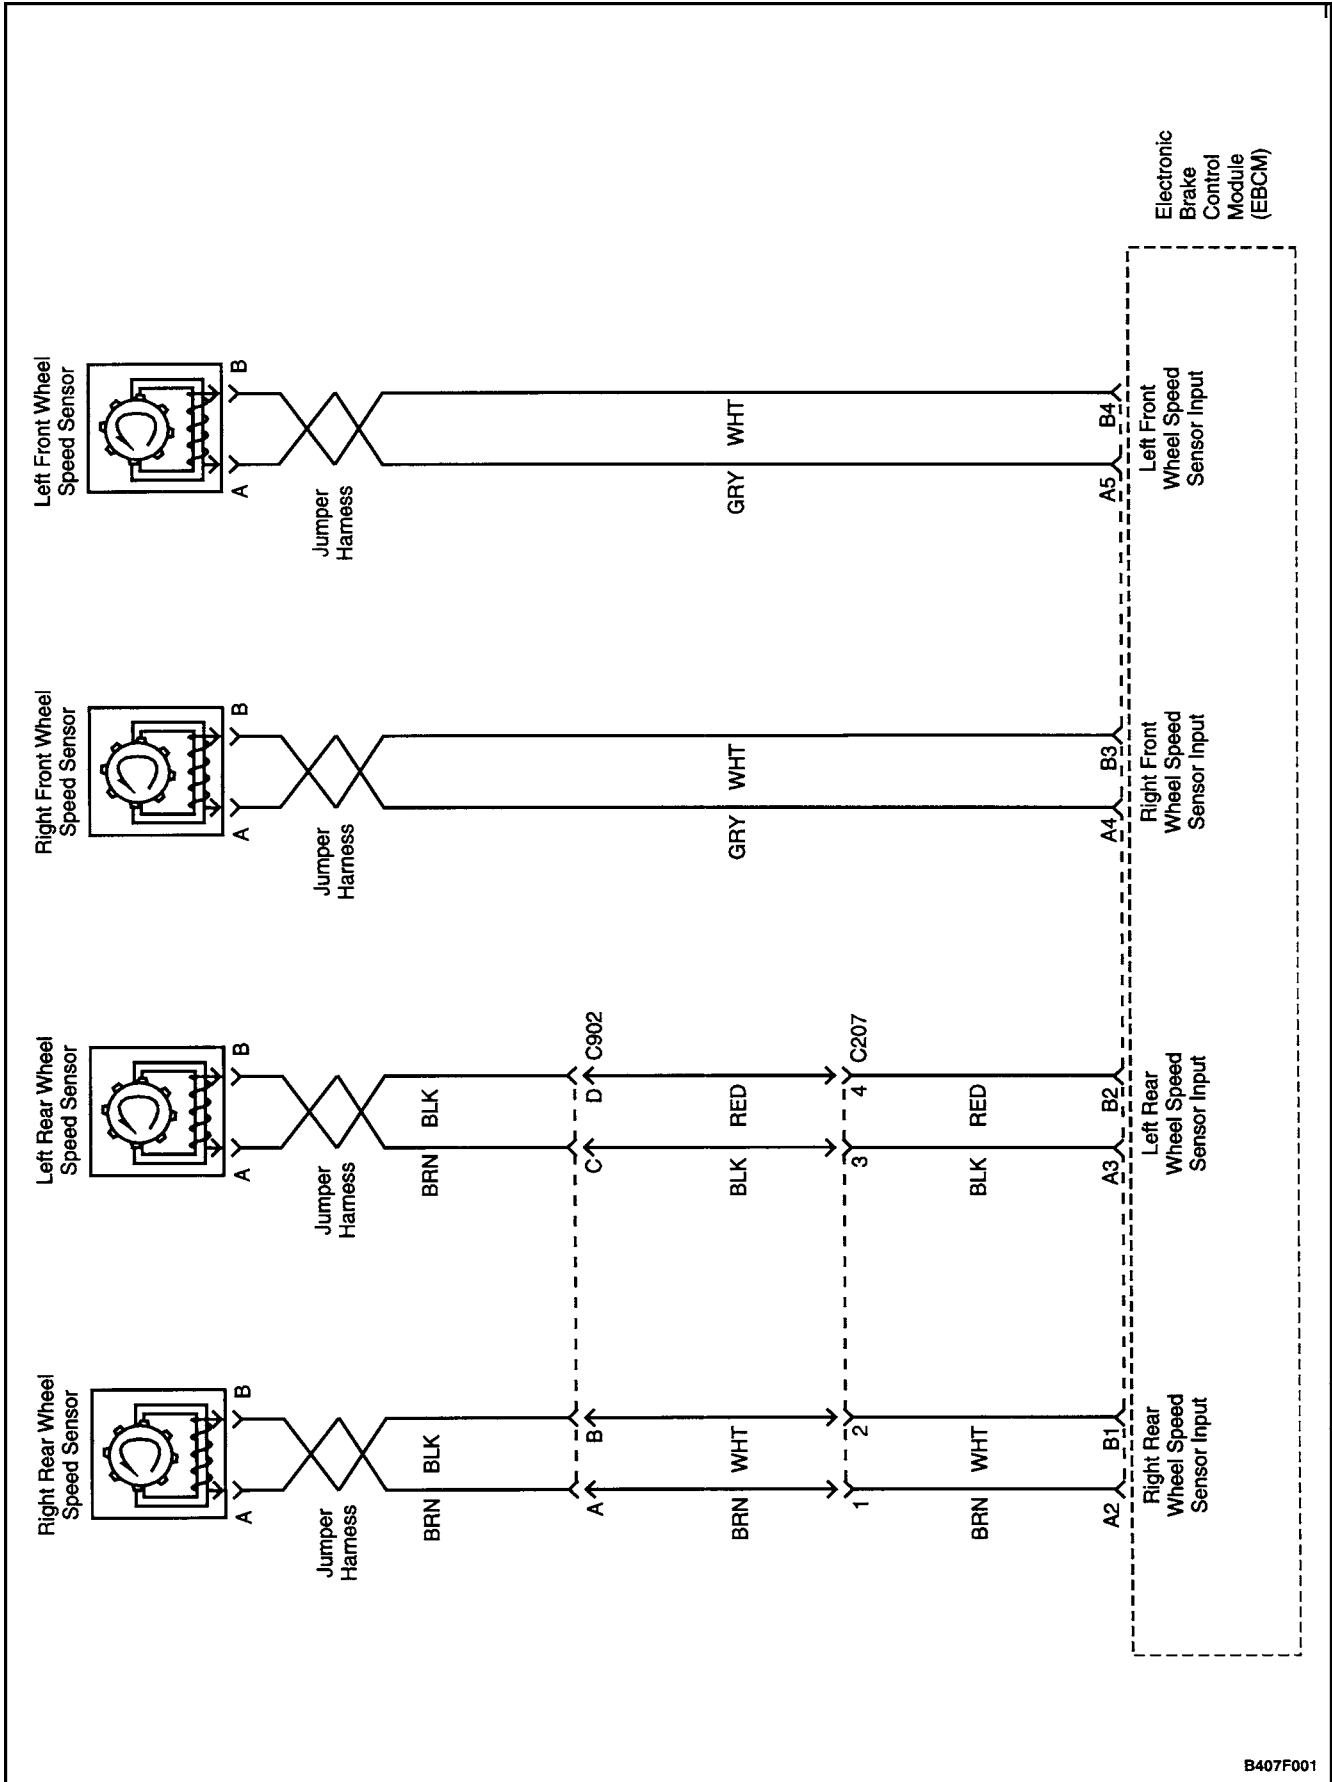 Right Rear Wheel
Speed Sensor
Left Rear Wheel
Speed Sensor
Right Front Wheel
Speed Sensor
Left Front Wheel
Speed Sensor
A
B
A
B
A
B
A
B
Jumper
Harness
Jumper
Harness
Jumper
Harness
Jumper
Harness
BRN
BLK
BRN
BLK
A
B
C
D
C902
BRN
WHT
BLK
RED
GRY
WHT
GRY
WHT
1
2
3
4
C207
BRN
WHT
BLK
RED
A2
B1
A3
B2
A4
B3
A5
B4
Right Rear
Wheel Speed
Sensor Input
Left Rear
Wheel Speed
Sensor Input
Right Front
Wheel Speed
Sensor Input
Left Front
Wheel Speed
Sensor Input
Electronic
Brake
Control
Module
(EBCM)
B407F001